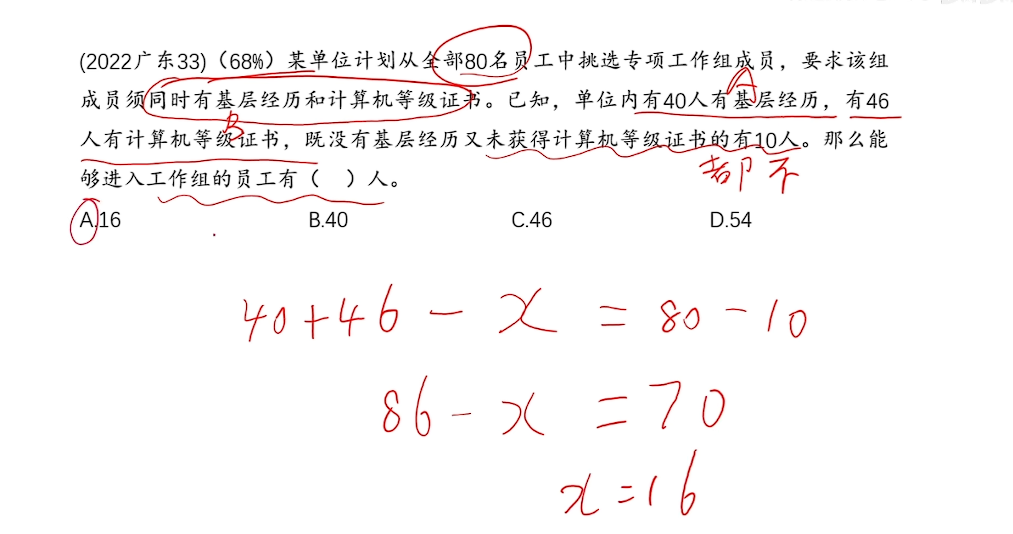 (2022广东33)（68%）某单位计划从全部80名员工中挑选专项工作组成员，要求该组
成员须同时有基层经历和计算机等级证书。已知，单位内有40人有基层经历，有46
人有计算机等级证书，既没有基层经历又未获得计算机等级证书的有10人。那么能
够进入工作组的员工有（ ）人。
A.16 B.40 C.46 D.54
A
B
都不
40+46-x=80-10
86-x=70
x=16